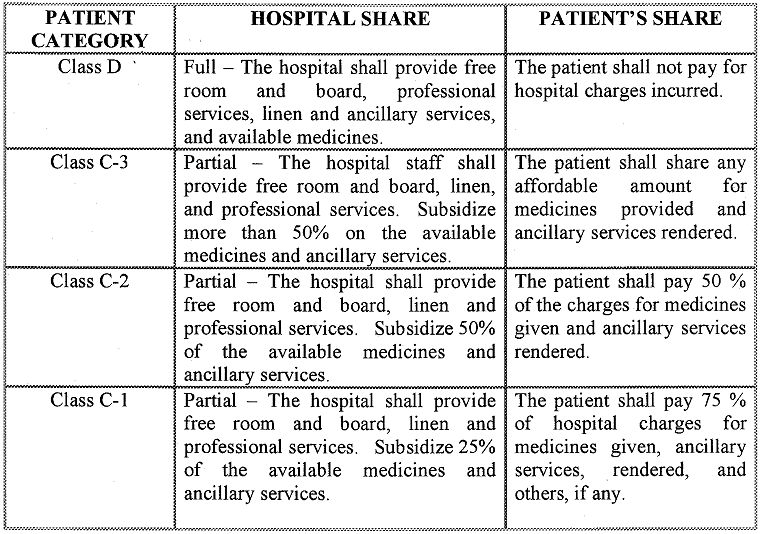 PATIENT CATEGORY
HOSPITAL SHARE
PATIENT'S SHARE
Class D
Full – The hospital shall provide free
room and board, professional
services, linen and ancillary services,
and available medicines.
The patient shall not pay for
hospital charges incurred.
Class C-3
Partial – The hospital staff shall
provide free room and board, linen,
and professional services. Subsidize
more than 50% on the available
medicines and ancillary services.
The patient shall share any
affordable amount for
medicines provided and
ancillary services rendered.
Class C-2
Partial – The hospital shall provide
free room and board, linen and
professional services. Subsidize 50%
of the available medicines and
ancillary services.
The patient shall pay 50 %
of the charges for medicines
given and ancillary services
rendered.
Class C-1
Partial – The hospital shall provide
free room and board, linen and
professional services. Subsidize 25%
of the available medicines and
ancillary services.
The patient shall pay 75 %
of hospital charges for
medicines given, ancillary
services, rendered, and
others, if any.